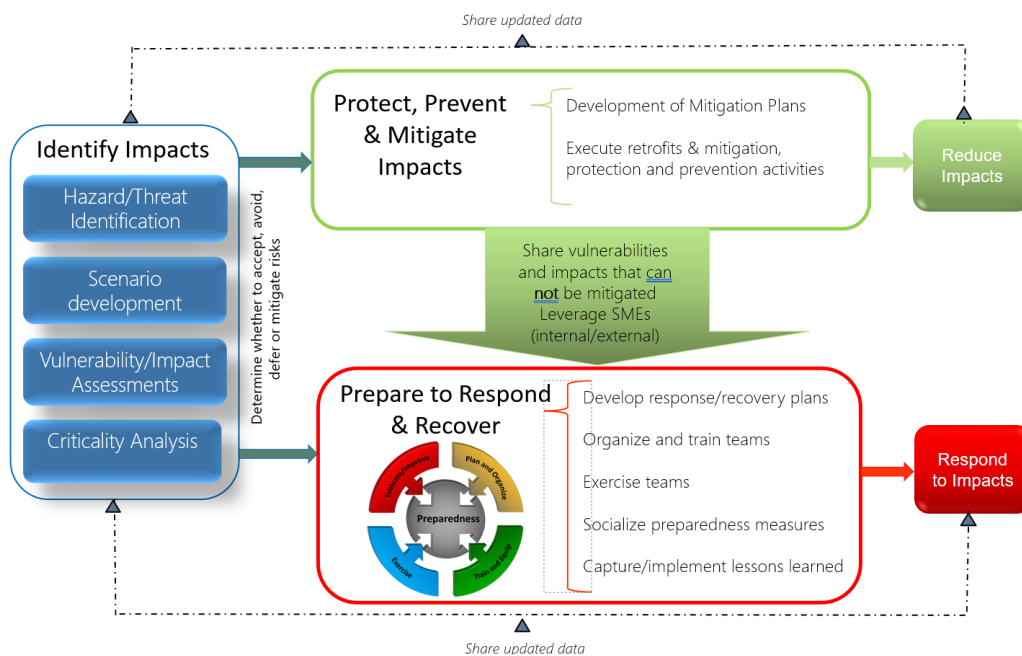 Share updated data
Identify Impacts
Hazard/Threat
Identification
Scenario
development
Vulnerability/Impact
Assessments
Criticality Analysis
Determine whether to accept, avoid,
defer or mitigate risks
Protect, Prevent
& Mitigate
Impacts
Development of Mitigation Plans
Execute retrofits & mitigation,
protection and prevention activities
Reduce
Impacts
Share vulnerabilities
and impacts that can
not be mitigated
Leverage SMEs
(internal/external)
Prepare to Respond
& Recover
Evaluate/Improve
Plan and Organize
Preparedness
Exercise
Train and Equip
Develop response/recovery plans
Organize and train teams
Exercise teams
Socialize preparedness measures
Capture/implement lessons learned
Respond
to Impacts
Share updated data